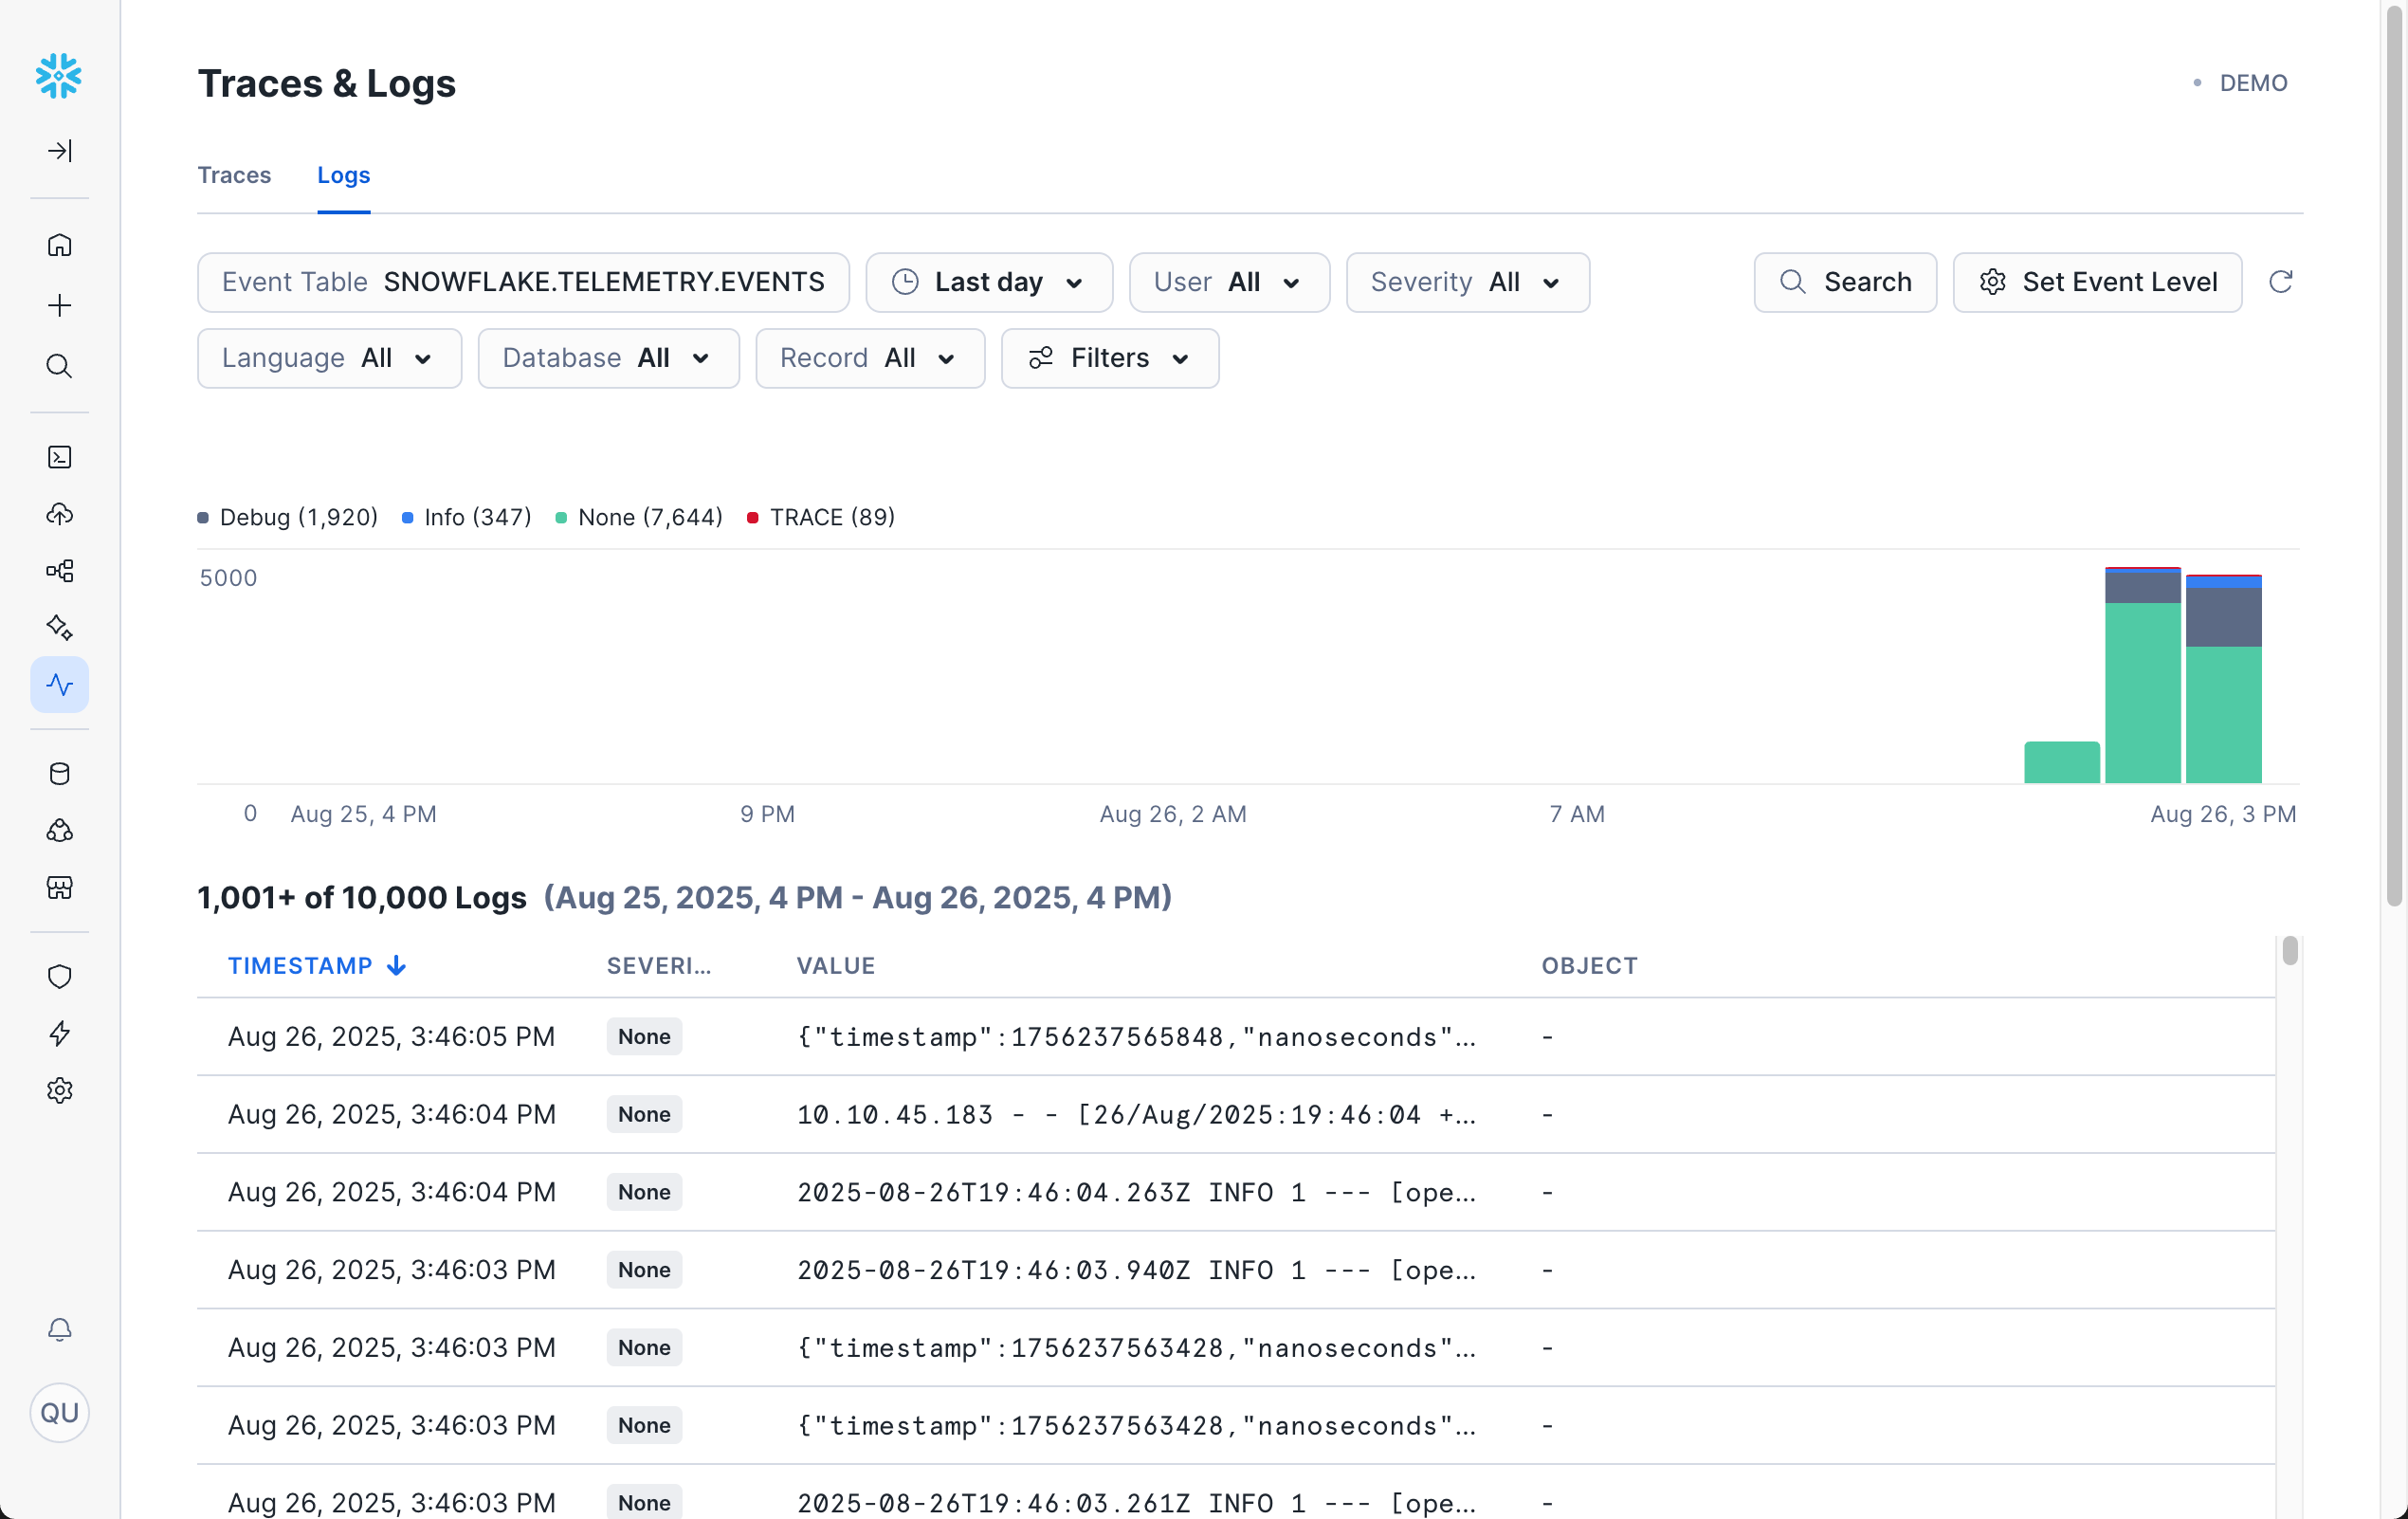 Traces & Logs
DEMO
Traces Logs
Event Table SNOWFLAKE.TELEMETRY.EVENTS Last day User All Severity All Search Set Event Level
Language All Database All Record All Filters
Debug (1,920) Info (347) None (7,644) TRACE (89)
5000
0 Aug 25, 4 PM 9 PM Aug 26, 2 AM 7 AM Aug 26, 3 PM
1,001+ of 10,000 Logs (Aug 25, 2025, 4 PM - Aug 26, 2025, 4 PM)
TIMESTAMP SEVERI... VALUE OBJECT
Aug 26, 2025, 3:46:05 PM None {"timestamp":1756237565848,"nanoseconds"... -
Aug 26, 2025, 3:46:04 PM None 10.10.45.183 - - [26/Aug/2025:19:46:04 +... -
Aug 26, 2025, 3:46:04 PM None 2025-08-26T19:46:04.263Z INFO 1 --- [ope... -
Aug 26, 2025, 3:46:03 PM None 2025-08-26T19:46:03.940Z INFO 1 --- [ope... -
Aug 26, 2025, 3:46:03 PM None {"timestamp":1756237563428,"nanoseconds"... -
Aug 26, 2025, 3:46:03 PM None {"timestamp":1756237563428,"nanoseconds"... -
Aug 26, 2025, 3:46:03 PM None 2025-08-26T19:46:03.261Z INFO 1 --- [ope... -
QU